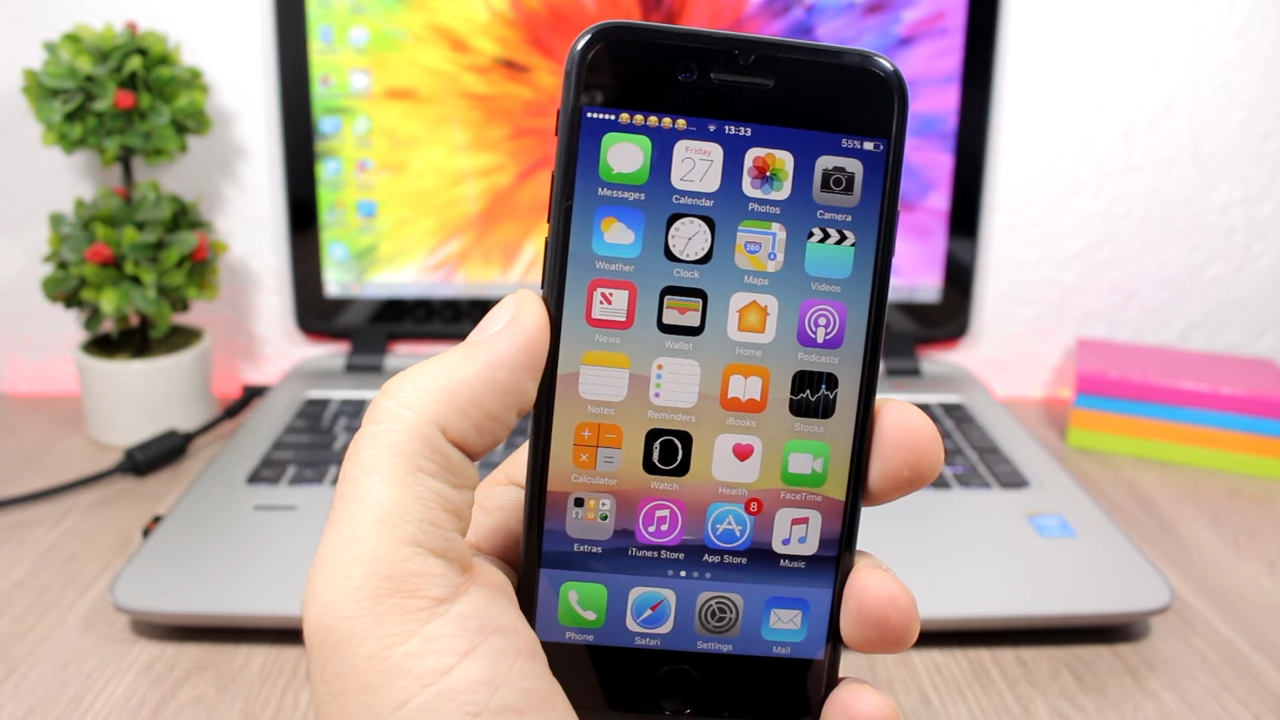 😂😂😂😂😂... 13:33 55%
Friday
27
Messages Calendar Photos Camera
280
Weather Clock Maps Videos
N
News Wallet Home Podcasts
Notes Reminders iBooks Stocks
Calculator Watch Health FaceTime
8
Extras iTunes Store App Store Music
Phone Safari Settings Mail